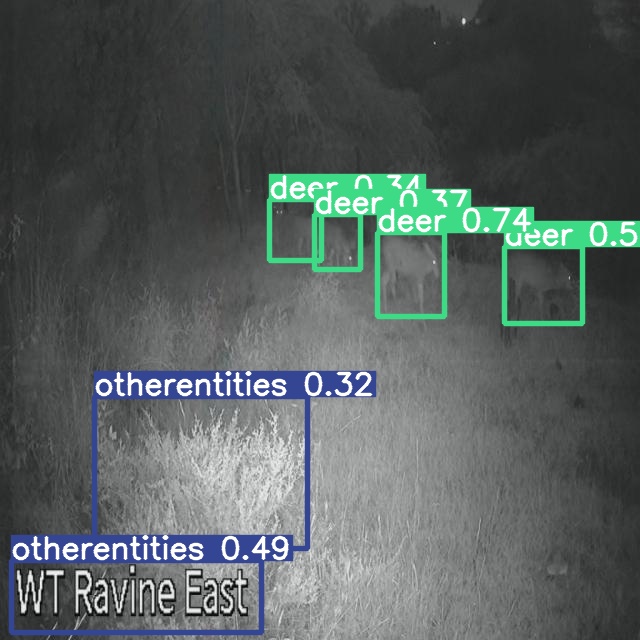 deer 0.34
deer 0.37
deer 0.74
deer 0.5
otherentities 0.32
otherentities 0.49
WT Ravine East